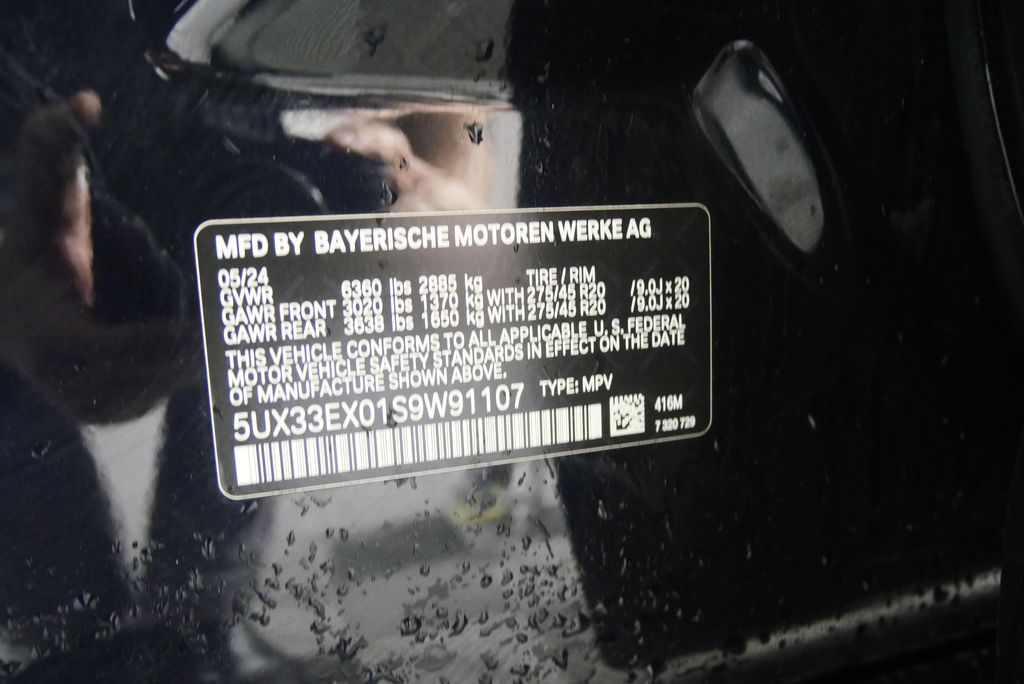 MFD BY BAYERISCHE MOTOREN WERKE AG
05/24 TIRE / RIM
GVWR 6360 lbs 2885 kg
GAWR FRONT 3020 lbs 1370 kg WITH 275/45 R20 /9.0J x 20
GAWR REAR 3638 lbs 1650 kg WITH 275/45 R20 /9.0J x 20
THIS VEHICLE CONFORMS TO ALL APPLICABLE U. S. FEDERAL
MOTOR VEHICLE SAFETY STANDARDS IN EFFECT ON THE DATE
OF MANUFACTURE SHOWN ABOVE.
5UX33EX01S9W91107 TYPE: MPV
416M
7 320 729